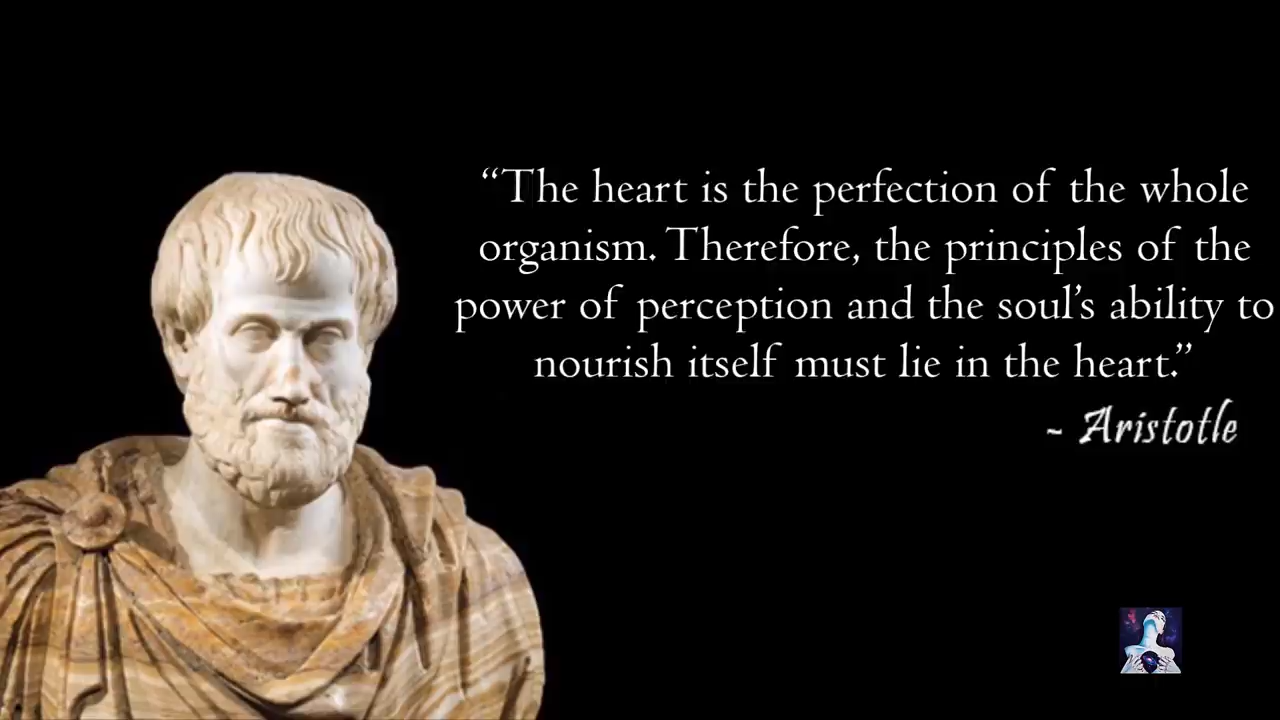 “The heart is the perfection of the whole
organism. Therefore, the principles of the
power of perception and the soul’s ability to
nourish itself must lie in the heart.”
~ Aristotle